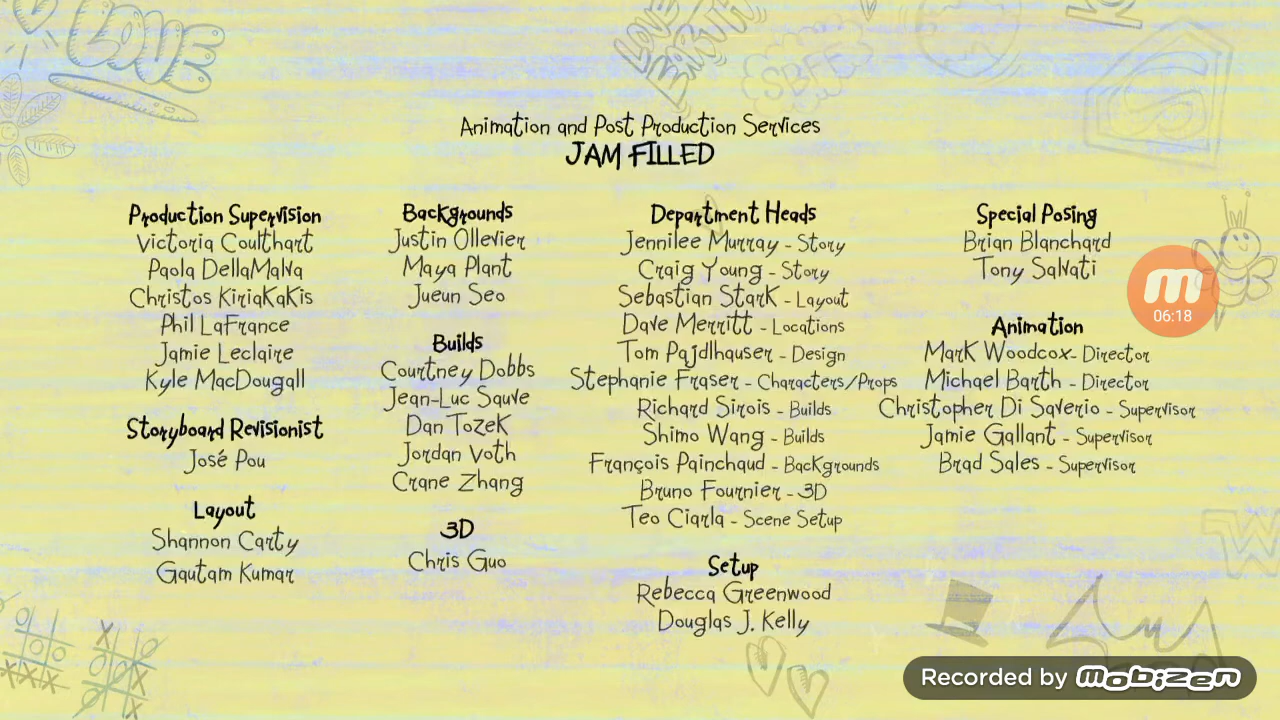 LOVE
LOVE
EARTH
SBFF
Animation and Post Production Services
JAM FILLED
Production Supervision
Victoria Coulthart
Paola DellaMalva
Christos Kiriakakis
Phil LaFrance
Jamie Leclaire
Kyle MacDougall
Storyboard Revisionist
José Pou
Layout
Shannon Carty
Gautam Kumar
Backgrounds
Justin Ollevier
Maya Plant
Jueun Seo
Builds
Courtney Dobbs
Jean-Luc Sauve
Dan Tozek
Jordan Voth
Crane Zhang
3D
Chris Guo
Department Heads
Jennilee Murray - Story
Craig Young - Story
Sebastian Stark - Layout
Dave Merritt - Locations
Tom Pajdlhauser - Design
Stephanie Fraser - Characters/Props
Richard Sirois - Builds
Shimo Wang - Builds
François Painchaud - Backgrounds
Bruno Fournier - 3D
Teo Ciarla - Scene Setup
Setup
Rebecca Greenwood
Douglas J. Kelly
Special Posing
Brian Blanchard
Tony Salvati
Animation
Mark Woodcox- Director
Michael Barth - Director
Christopher Di Saverio - Supervisor
Jamie Gallant - Supervisor
Brad Sales - Supervisor
06:18
Recorded by mobizen